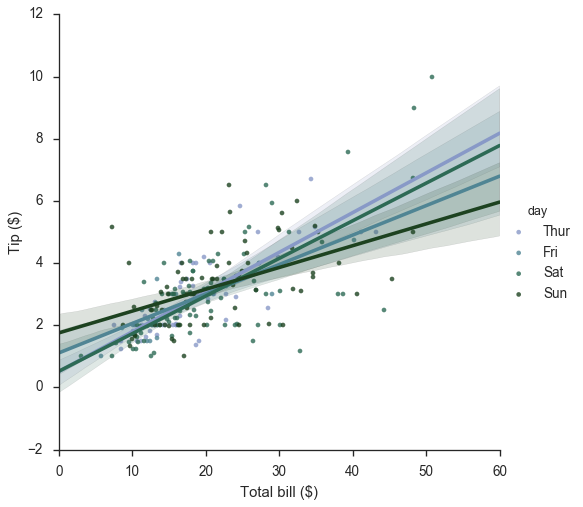 12
10
8
6
4
2
0
−2
Tip ($)
0 10 20 30 40 50 60
Total bill ($)
day
Thur
Fri
Sat
Sun